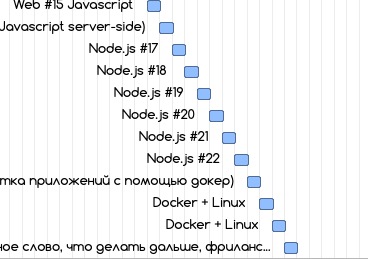 Web #15 Javascript
Javascript server-side)
Node.js #17
Node.js #18
Node.js #19
Node.js #20
Node.js #21
Node.js #22
тка приложений с помощью докер)
Docker + Linux
Docker + Linux
ное слово, что делать дальше, фриланс...